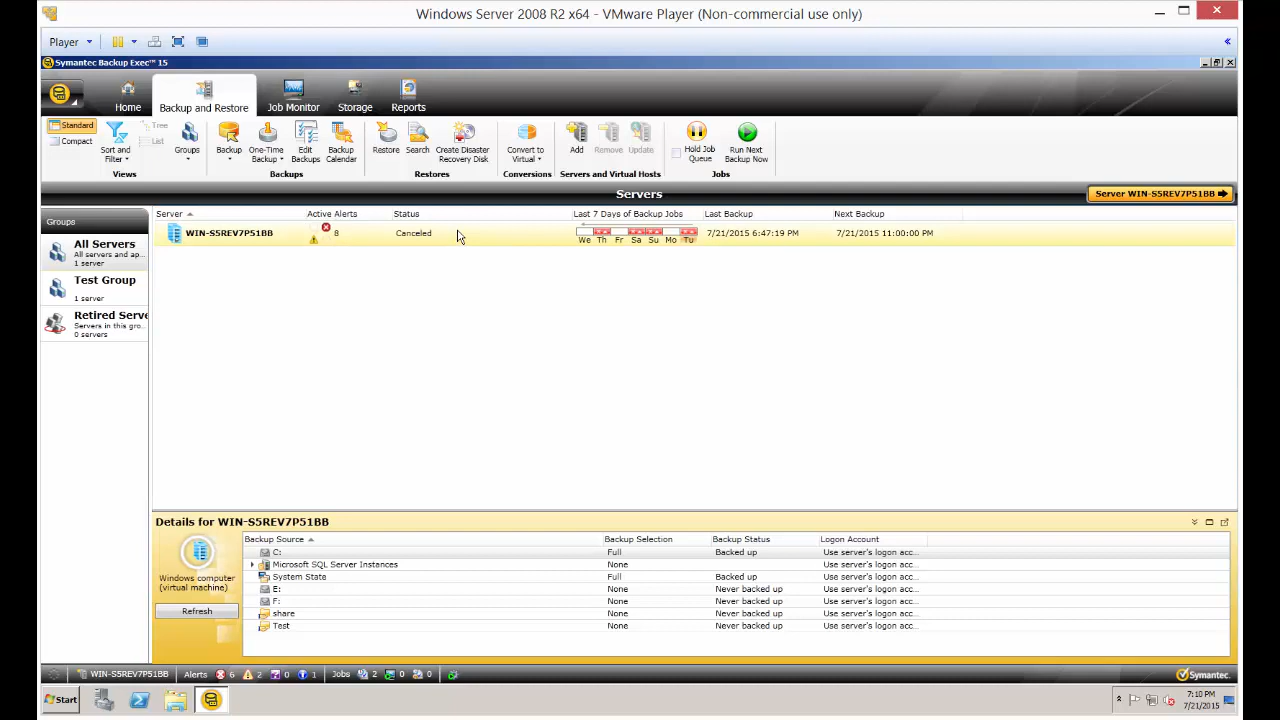 Windows Server 2008 R2 x64 - VMware Player (Non-commercial use only)
Player
Symantec Backup Exec™ 15
Home
Backup and Restore
Job Monitor
Storage
Reports
Standard
Compact
Tree
List
Sort and Filter
Groups
Backup
One-Time Backup
Edit Backups
Backup Calendar
Restore
Search
Create Disaster Recovery Disk
Convert to Virtual
Add
Remove
Update
Hold Job Queue
Run Next Backup Now
Views
Backups
Restores
Conversions
Servers and Virtual Hosts
Jobs
Servers
Server WIN-S5REV7P51BB
Groups
All Servers
All servers and ap...
1 server
Test Group
1 server
Retired Serve
Servers in this gro...
0 servers
Server Active Alerts Status Last 7 Days of Backup Jobs Last Backup Next Backup
WIN-S5REV7P51BB 8 Canceled 7/21/2015 6:47:19 PM 7/21/2015 11:00:00 PM
We Th Fr Sa Su Mo Tu
Details for WIN-S5REV7P51BB
Windows computer
(virtual machine)
Refresh
Backup Source Backup Selection Backup Status Logon Account
C: Full Backed up Use server's logon acc...
Microsoft SQL Server Instances None Use server's logon acc...
System State Full Backed up Use server's logon acc...
E: None Never backed up Use server's logon acc...
F: None Never backed up Use server's logon acc...
share None Never backed up Use server's logon acc...
Test None Never backed up Use server's logon acc...
WIN-S5REV7P51BB Alerts 6 2 0 1 Jobs 2 0 0
Symantec.
Start
7:10 PM
7/21/2015